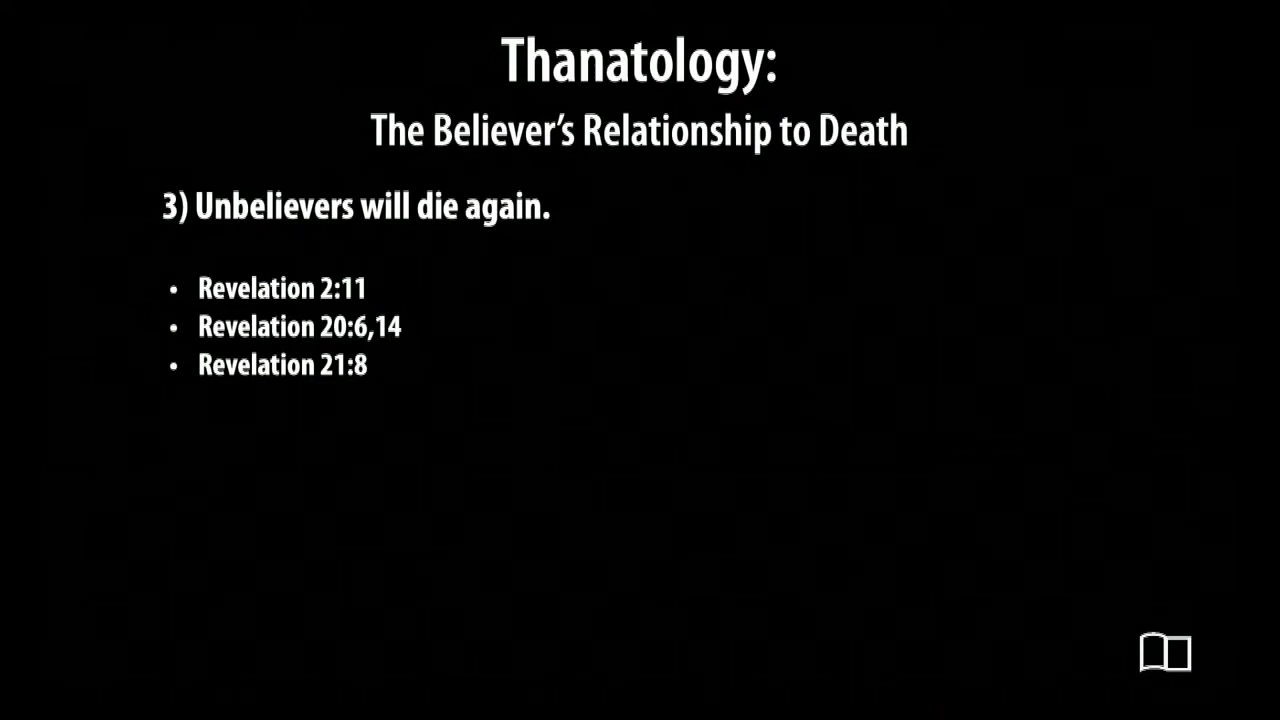 Thanatology:
The Believer’s Relationship to Death
3) Unbelievers will die again.
• Revelation 2:11
• Revelation 20:6,14
• Revelation 21:8